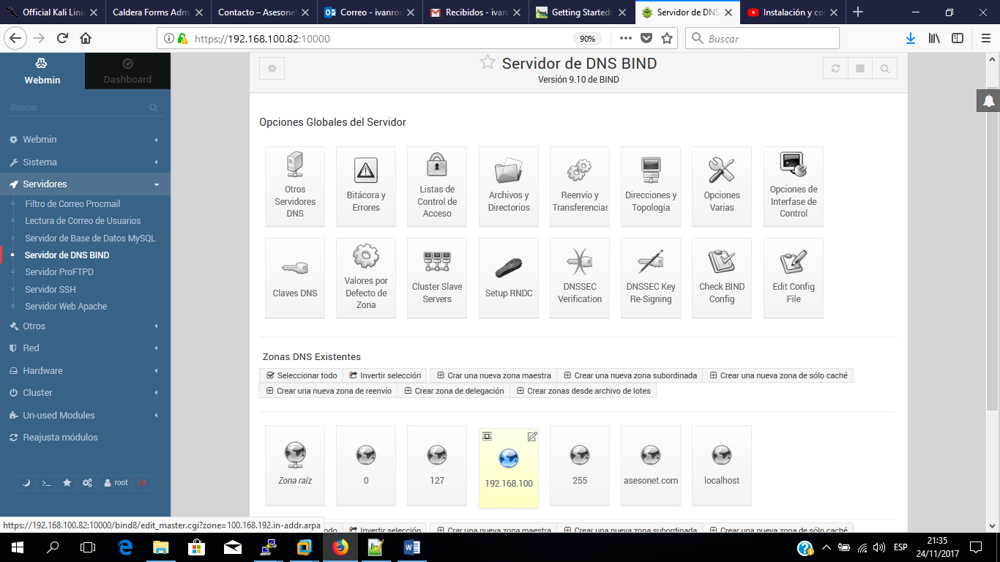 Official Kali Linu
Caldera Forms Adm
Contacto – Asesone
Correo - ivanror
Recibidos - ivan
Getting Started:
Servidor de DNS
Instalación y co
https://192.168.100.82:10000
90%
Buscar
Webmin
Dashboard
Buscar
Webmin
Sistema
Servidores
Filtro de Correo Procmail
Lectura de Correo de Usuarios
Servidor de Base de Datos MySQL
Servidor de DNS BIND
Servidor ProFTPD
Servidor SSH
Servidor Web Apache
Otros
Red
Hardware
Cluster
Un-used Modules
Reajusta módulos
root
Servidor de DNS BIND
Versión 9.10 de BIND
Opciones Globales del Servidor
Otros
Servidores
DNS
Bitácora y
Errores
Listas de
Control de
Acceso
Archivos y
Directorios
Reenvío y
Transferencias
Direcciones y
Topología
Opciones
Varias
Opciones de
Interfase de
Control
Claves DNS
Valores por
Defecto de
Zona
Cluster Slave
Servers
Setup RNDC
DNSSEC
Verification
DNSSEC Key
Re-Signing
Check BIND
Config
Edit Config
File
Zonas DNS Existentes
Seleccionar todo
Invertir selección
Crar una nueva zona maestra
Crear una nueva zona subordinada
Crear una nueva zona de sólo caché
Crear una nueva zona de reenvío
Crear zona de delegación
Crear zonas desde archivo de lotes
Zona raíz
0
127
192.168.100
255
asesonet.com
localhost
https://192.168.100.82:10000/bind8/edit_master.cgi?zone=100.168.192.in-addr.arpa
do
Invertir selección
Crar una nueva zona maestra
Crear una nueva zona subordinada
Crear una nueva zona de sólo caché
ESP
21:35
24/11/2017